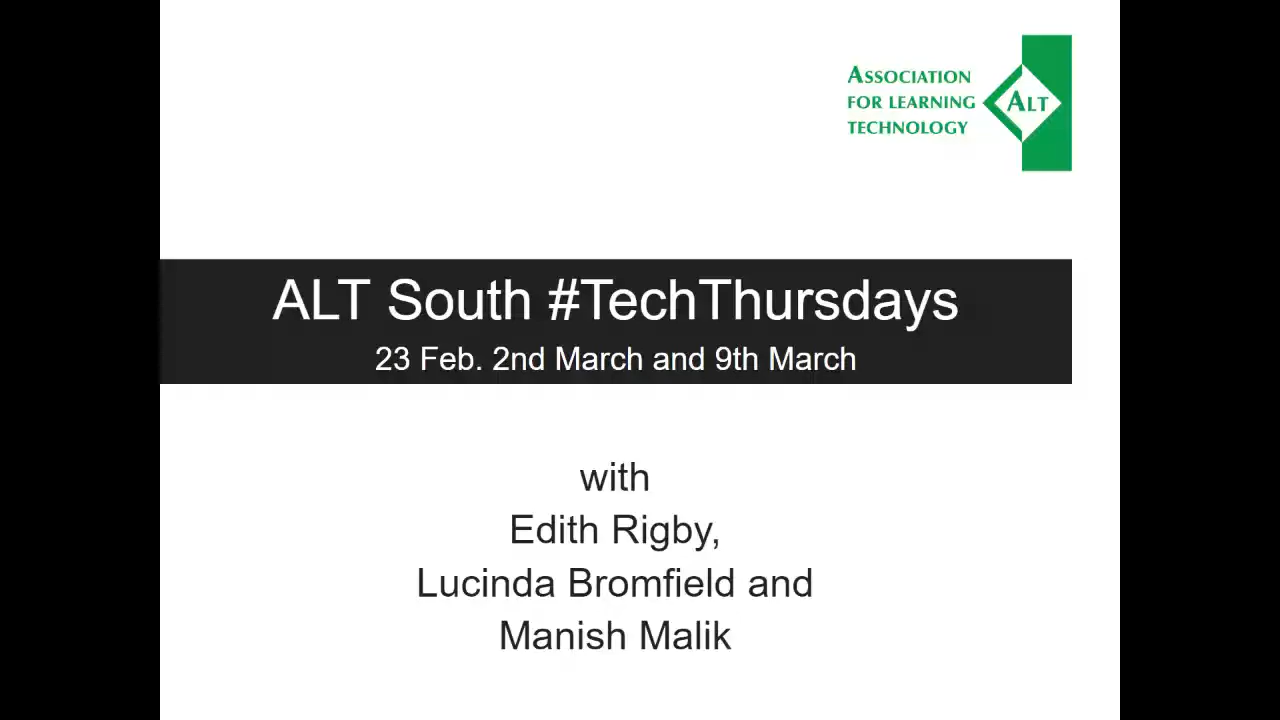 ASSOCIATION
FOR LEARNING
TECHNOLOGY
ALT
ALT South #TechThursdays
23 Feb. 2nd March and 9th March
with
Edith Rigby,
Lucinda Bromfield and
Manish Malik